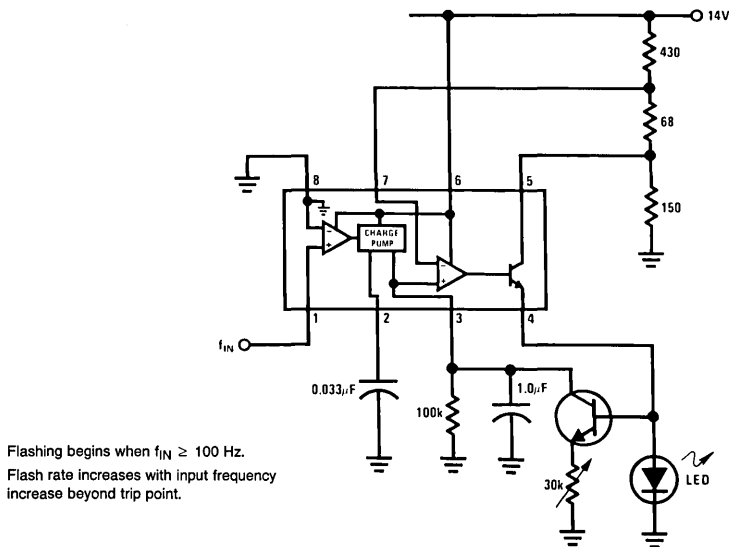 14V
430
68
150
8
7
6
5
CHARGE
PUMP
−
+
−
+
1
2
3
4
fIN
0.033μF
100k
1.0μF
30k
LED
Flashing begins when fIN ≥ 100 Hz.
Flash rate increases with input frequency
increase beyond trip point.